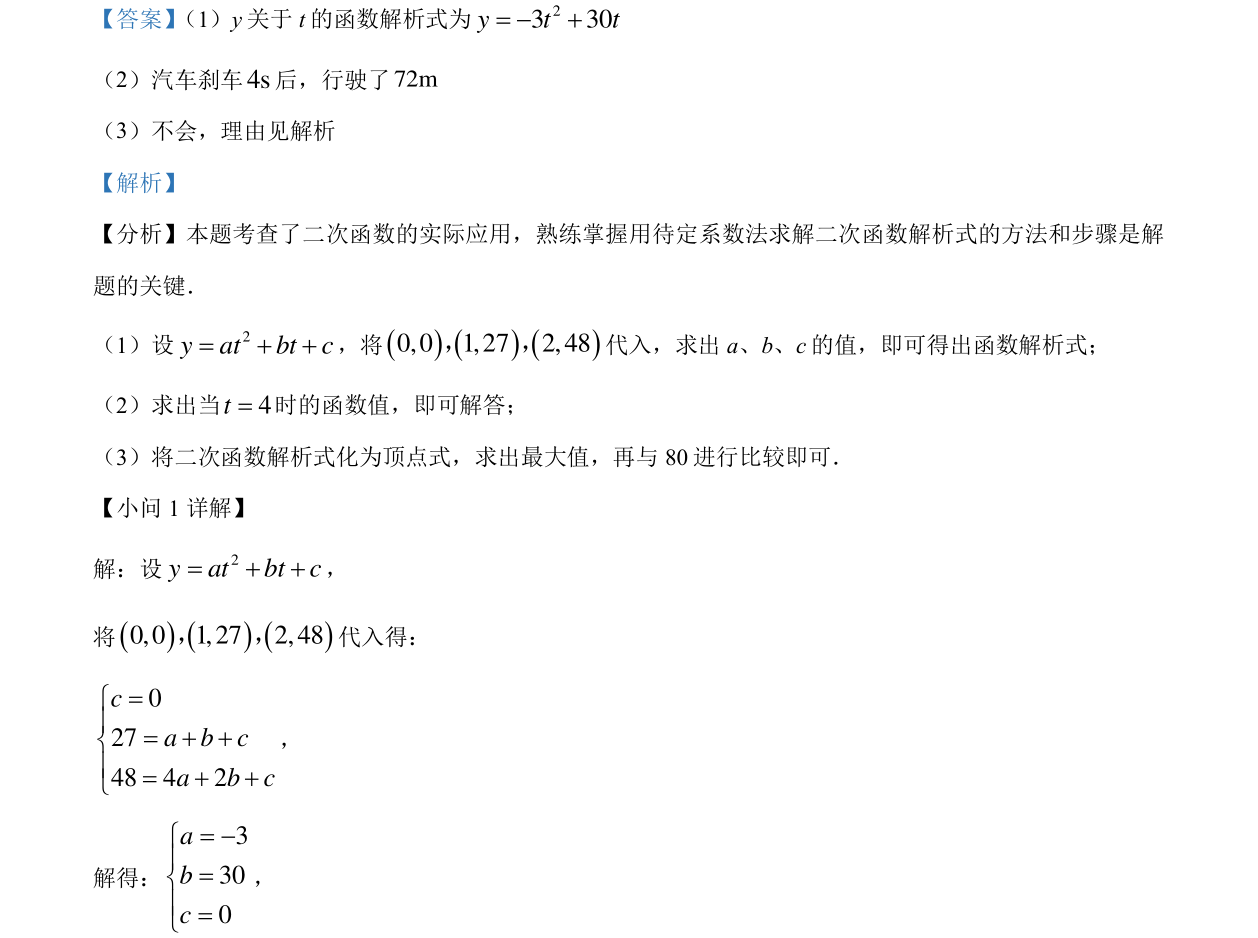 【答案】（1）y 关于 t 的函数解析式为 y = −3t² + 30t
（2）汽车刹车 4s 后，行驶了 72m
（3）不会，理由见解析
【解析】
【分析】本题考查了二次函数的实际应用，熟练掌握用待定系数法求解二次函数解析式的方法和步骤是解
题的关键．
（1）设 y = at² + bt + c，将 (0,0)，(1,27)，(2,48) 代入，求出 a、b、c 的值，即可得出函数解析式；
（2）求出当 t = 4 时的函数值，即可解答；
（3）将二次函数解析式化为顶点式，求出最大值，再与 80 进行比较即可．
【小问 1 详解】
解：设 y = at² + bt + c，
将 (0,0)，(1,27)，(2,48) 代入得：
c = 0
27 = a + b + c ，
48 = 4a + 2b + c
a = −3
解得： b = 30 ，
c = 0